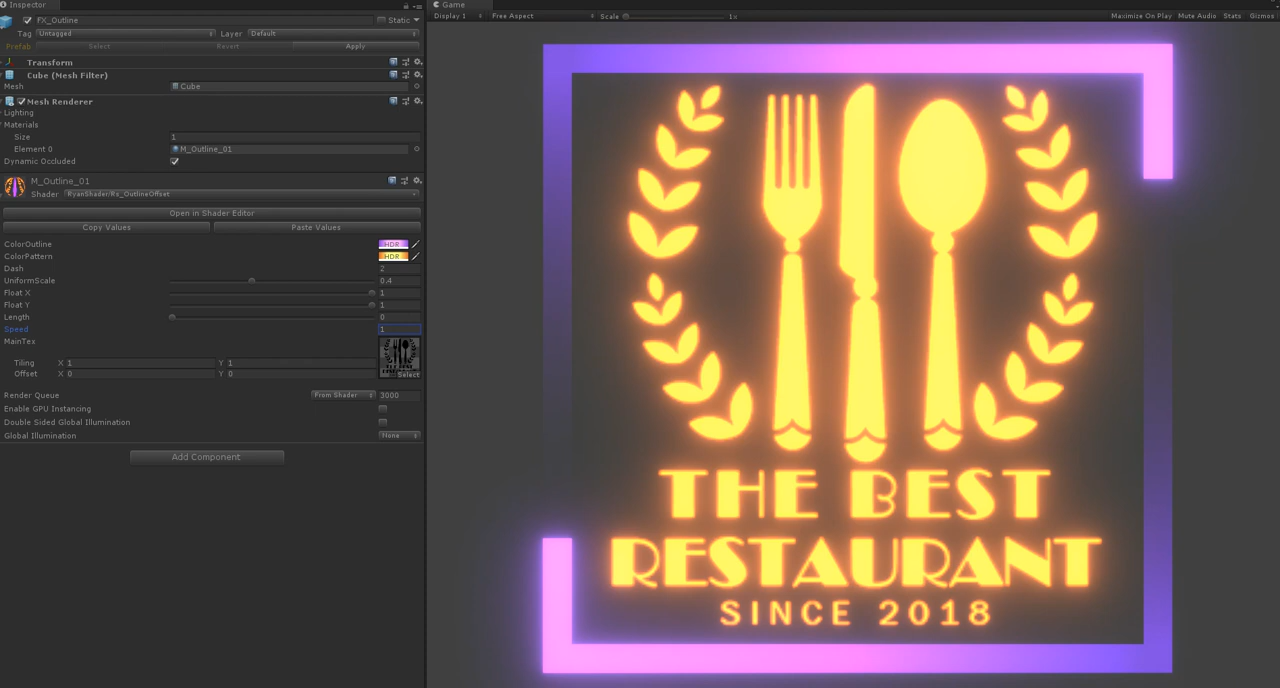 Inspector
FX_Outline
Static
Tag Untagged Layer Default
Prefab Select Revert Apply
Transform
Cube (Mesh Filter)
Mesh Cube
Mesh Renderer
Lighting
Materials
Size 1
Element 0 M_Outline_01
Dynamic Occluded
M_Outline_01
Shader RyanShader/Rs_OutlineOffset
Open in Shader Editor
Copy Values Paste Values
ColorOutline HDR
ColorPattern HDR
Dash 2
UniformScale 0.4
Float X 1
Float Y 1
Length 0
Speed 1
MainTex
Select
Tiling X 1 Y 1
Offset X 0 Y 0
Render Queue From Shader 3000
Enable GPU Instancing
Double Sided Global Illumination
Global Illumination None
Add Component
Game
Display 1 Free Aspect Scale 1x Maximize On Play Mute Audio Stats Gizmos
THE BEST
RESTAURANT
SINCE 2018